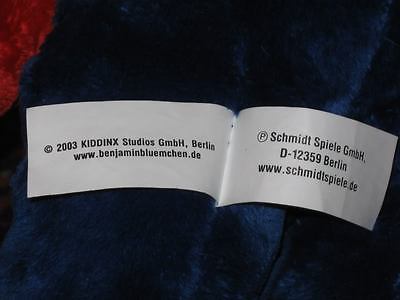 © 2003 KIDDINX Studios GmbH, Berlin
www.benjaminbluemchen.de
℗ Schmidt Spiele GmbH,
D-12359 Berlin
www.schmidtspiele.de